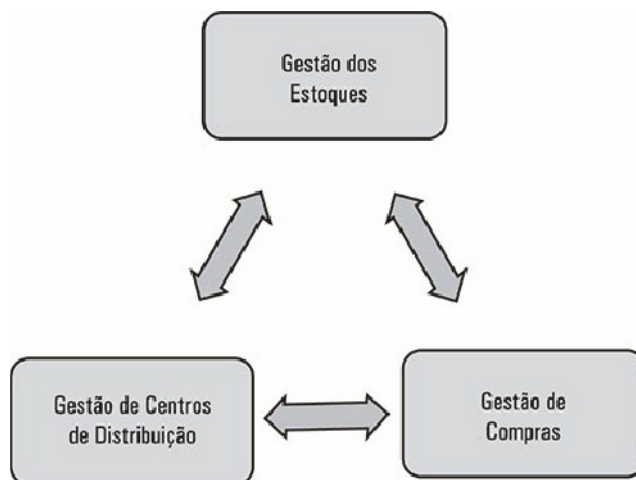 Gestão dos
Estoques
Gestão de Centros
de Distribuição
Gestão de
Compras